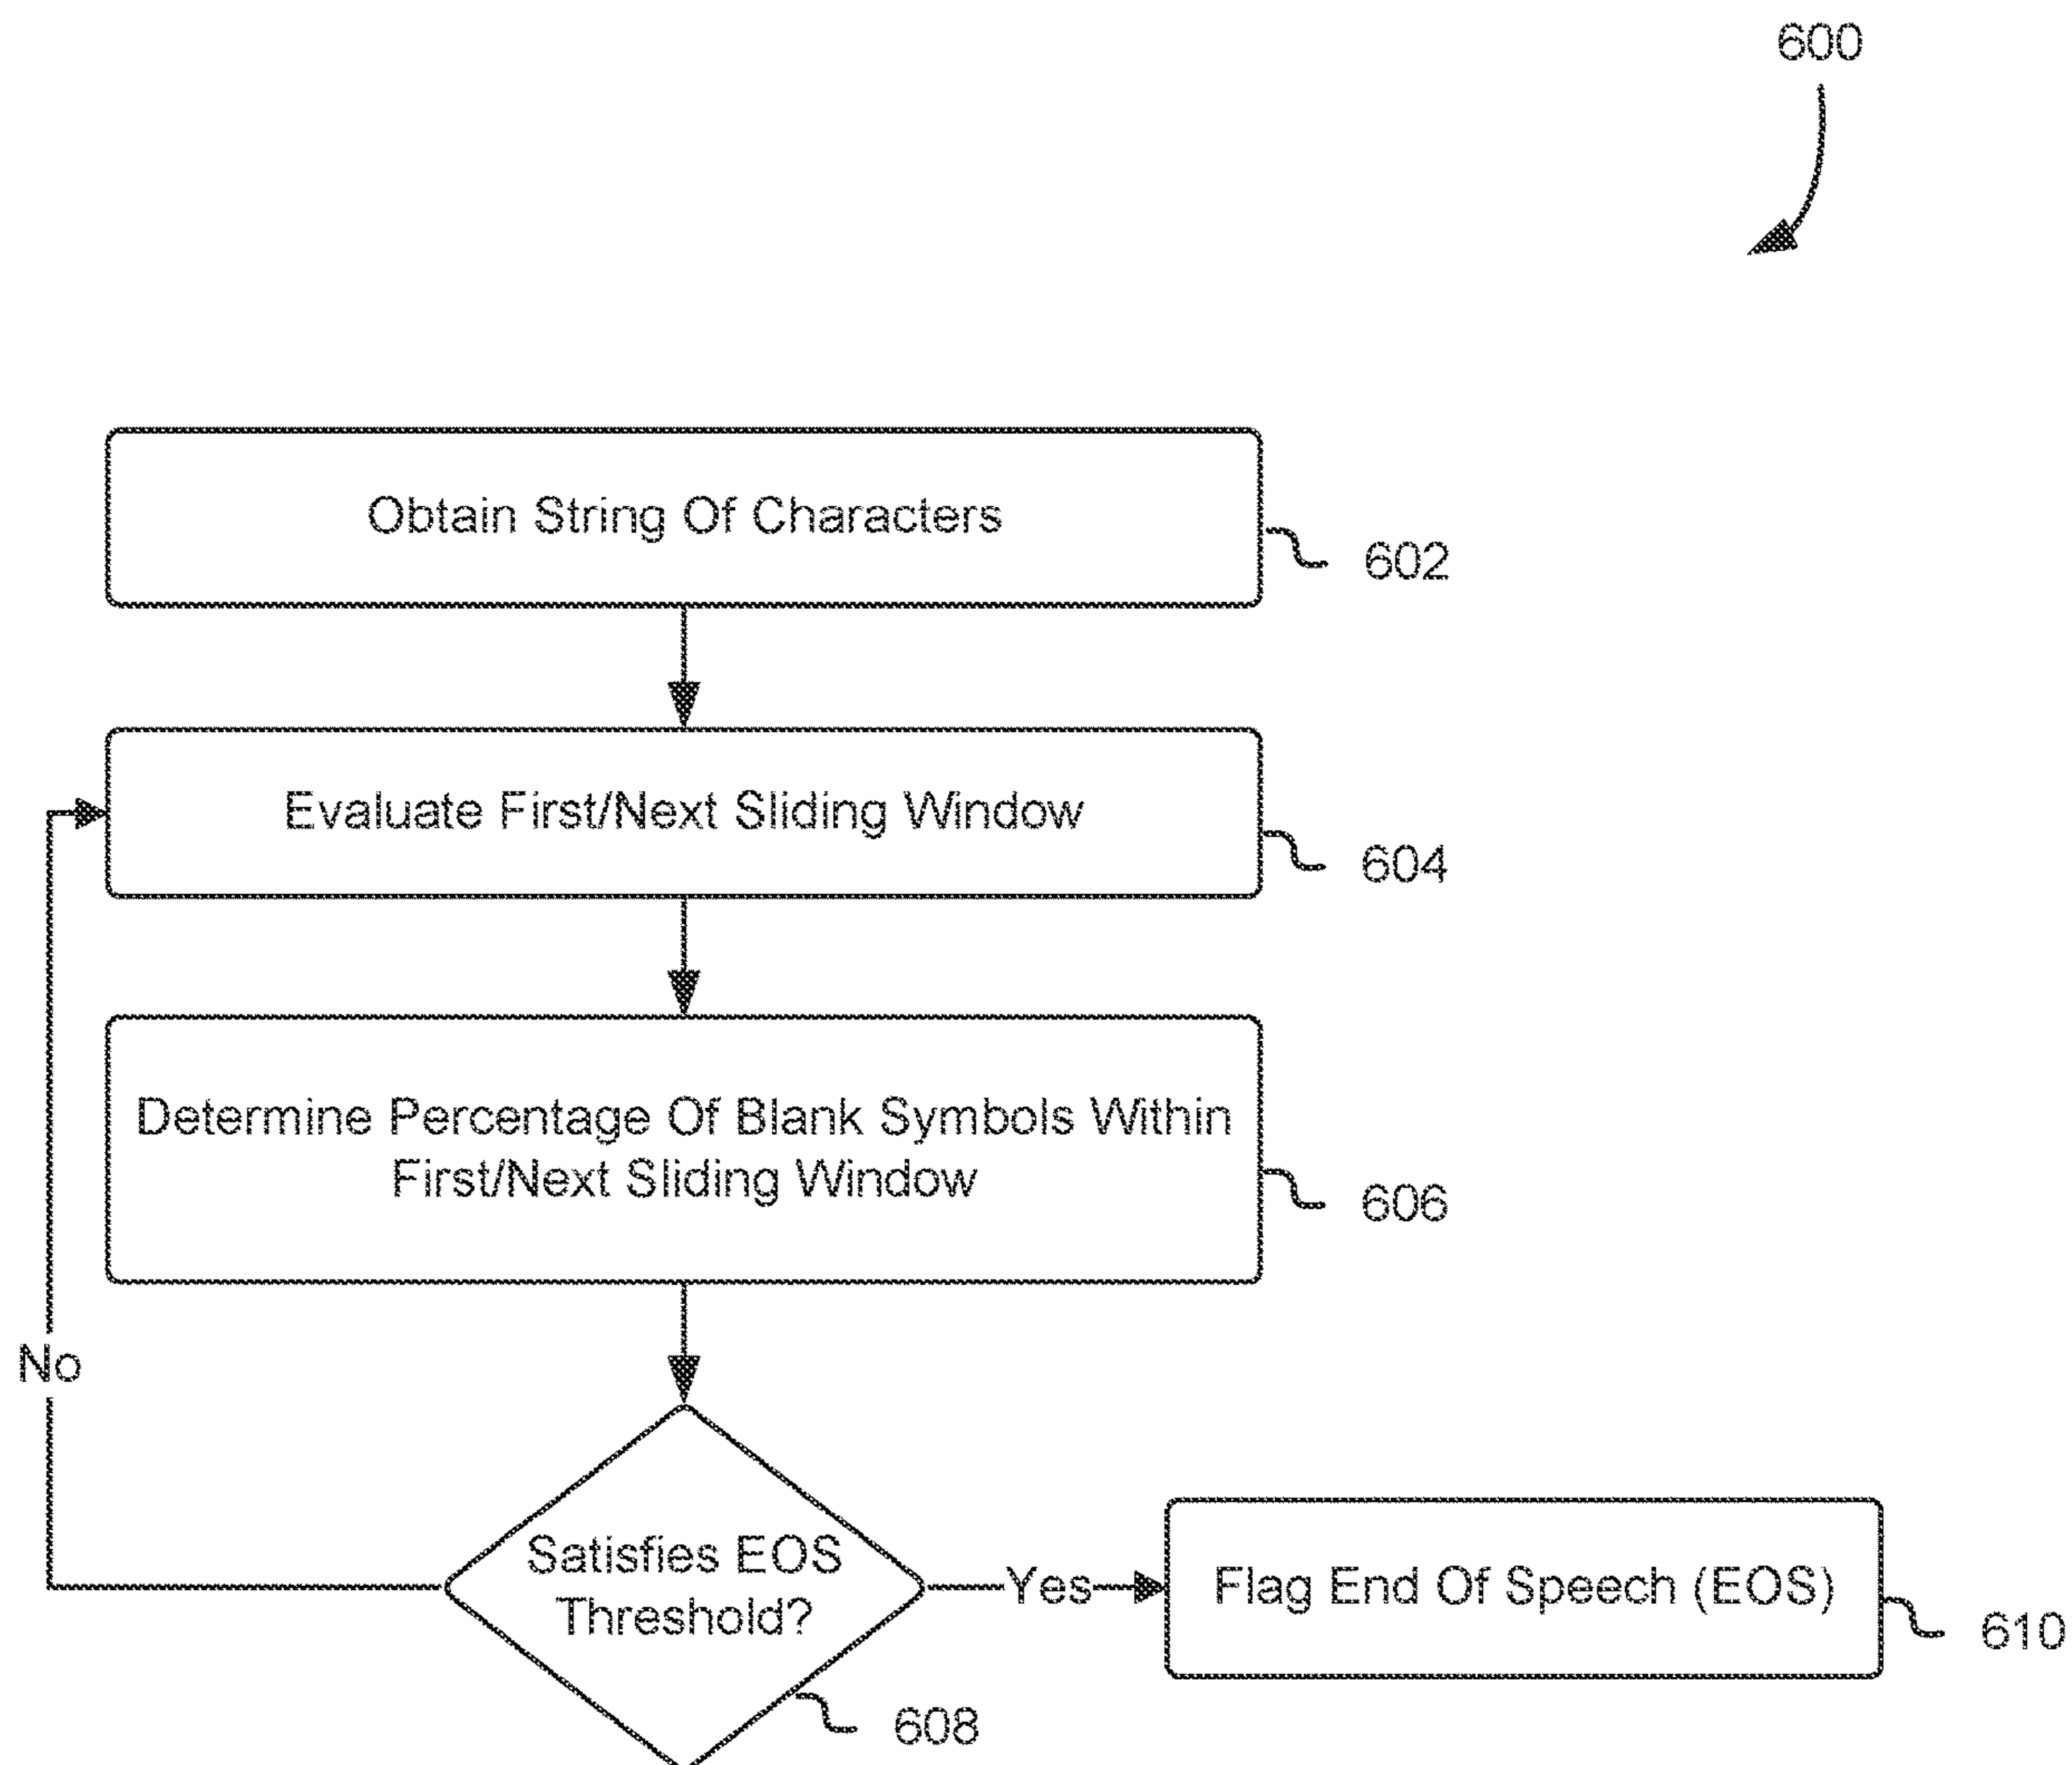 600
Obtain String Of Characters
602
Evaluate First/Next Sliding Window
604
Determine Percentage Of Blank Symbols Within
First/Next Sliding Window
606
No
Satisfies EOS
Threshold?
Yes
Flag End Of Speech (EOS)
610
608